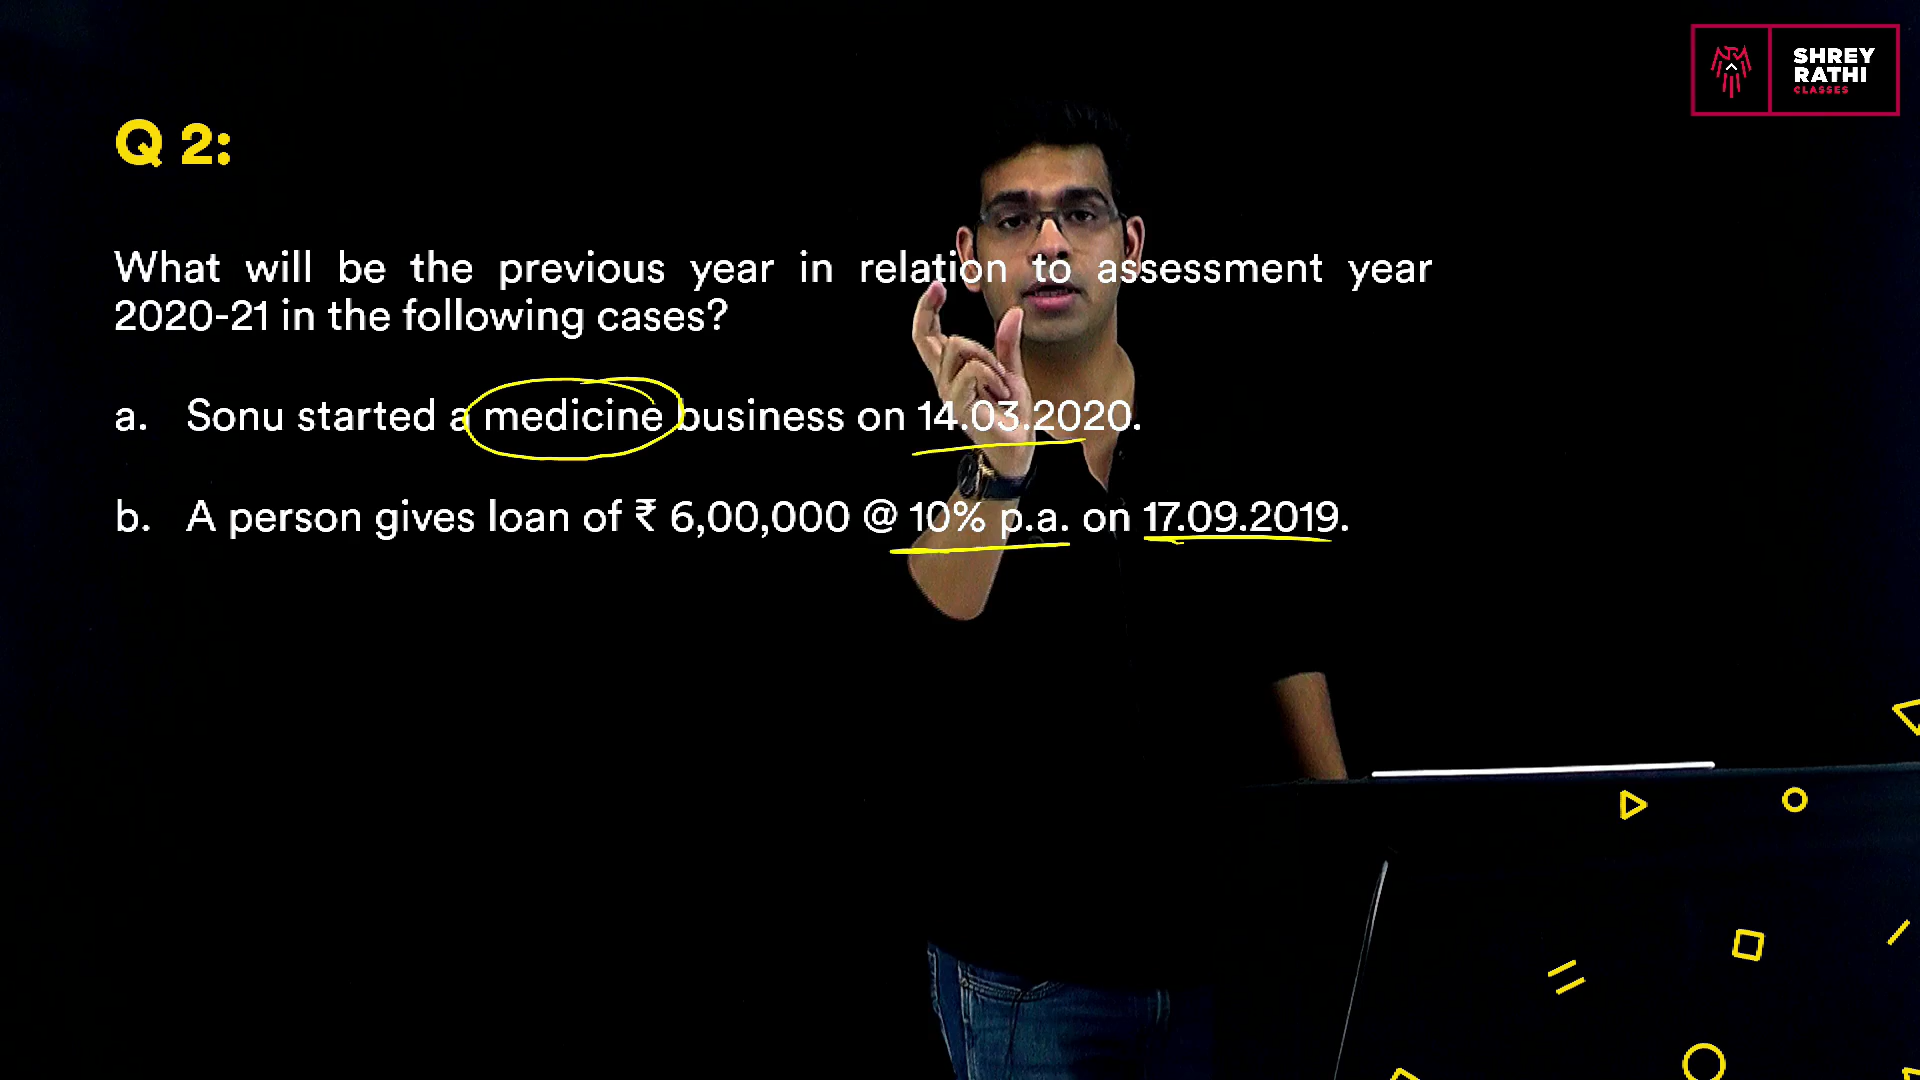 SHREY
RATHI
CLASSES
Q 2:
What will be the previous year in relation to assessment year
2020-21 in the following cases?
a. Sonu started a medicine business on 14.03.2020.
b. A person gives loan of ₹ 6,00,000 @ 10% p.a. on 17.09.2019.